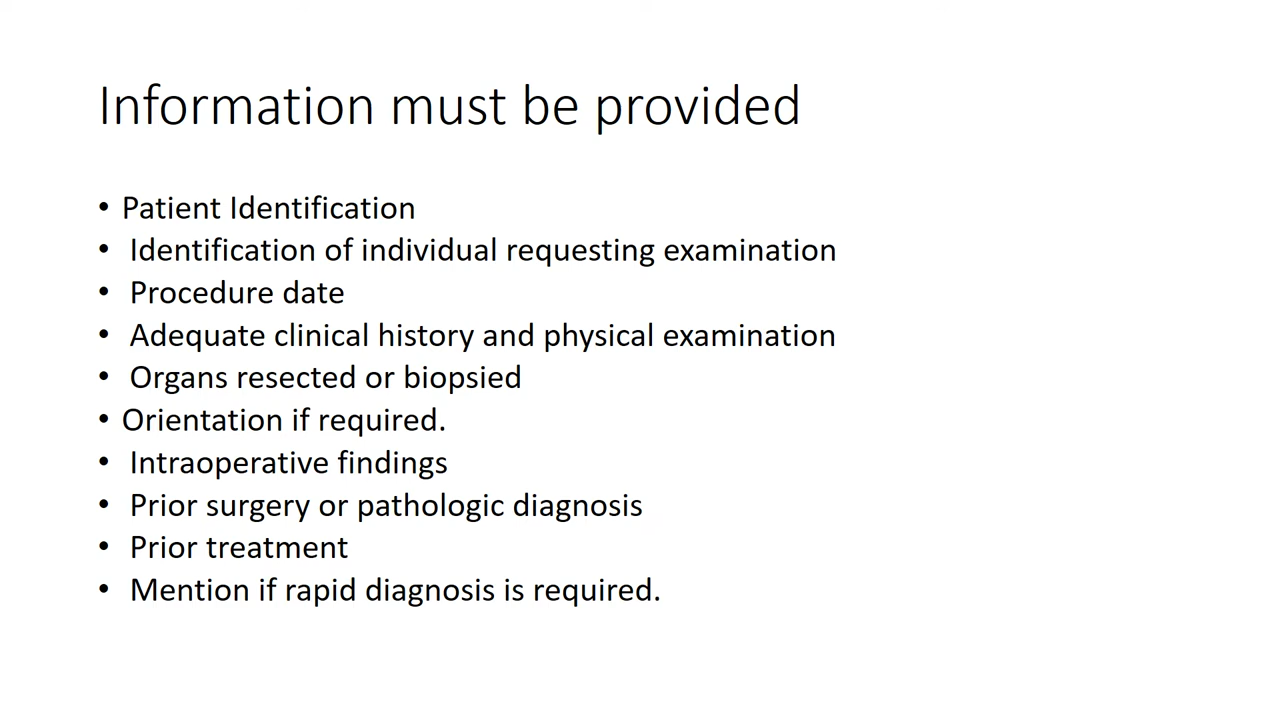 Information must be provided
• Patient Identification
• Identification of individual requesting examination
• Procedure date
• Adequate clinical history and physical examination
• Organs resected or biopsied
• Orientation if required.
• Intraoperative findings
• Prior surgery or pathologic diagnosis
• Prior treatment
• Mention if rapid diagnosis is required.